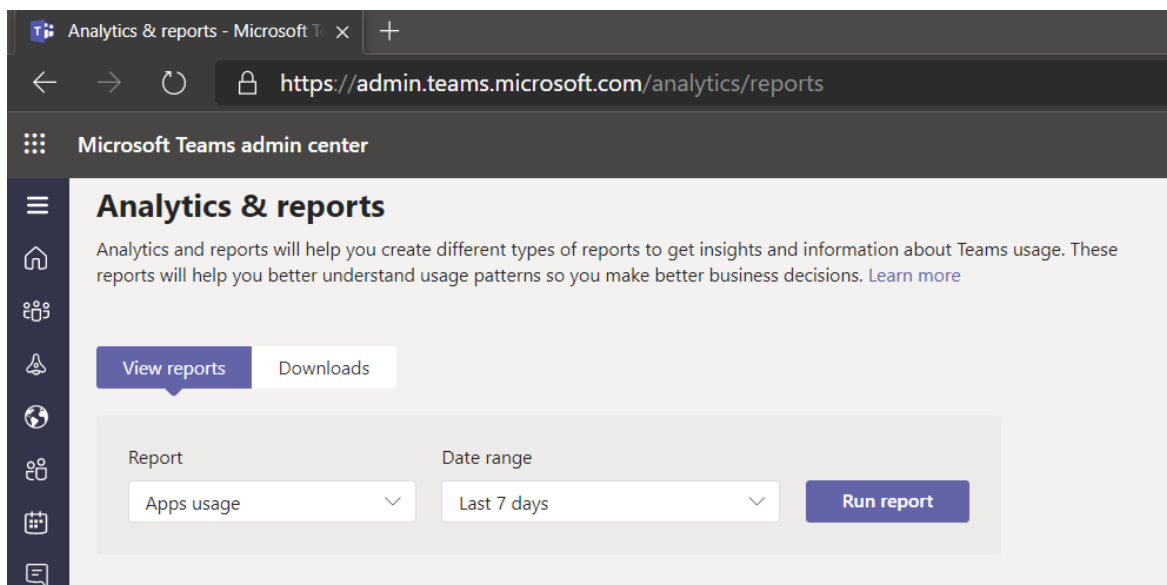 Analytics & reports - Microsoft T
https://admin.teams.microsoft.com/analytics/reports
Microsoft Teams admin center
Analytics & reports
Analytics and reports will help you create different types of reports to get insights and information about Teams usage. These
reports will help you better understand usage patterns so you make better business decisions. Learn more
View reports Downloads
Report Date range
Apps usage Last 7 days Run report